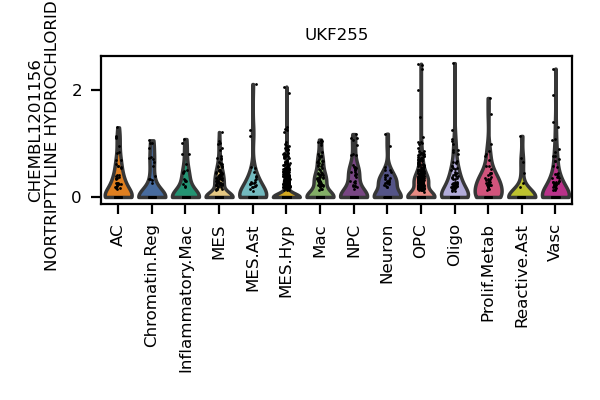 UKF255
CHEMBL1201156
NORTRIPTYLINE HYDROCHLORID
2
0
AC
Chromatin.Reg
Inflammatory.Mac
MES
MES.Ast
MES.Hyp
Mac
NPC
Neuron
OPC
Oligo
Prolif.Metab
Reactive.Ast
Vasc